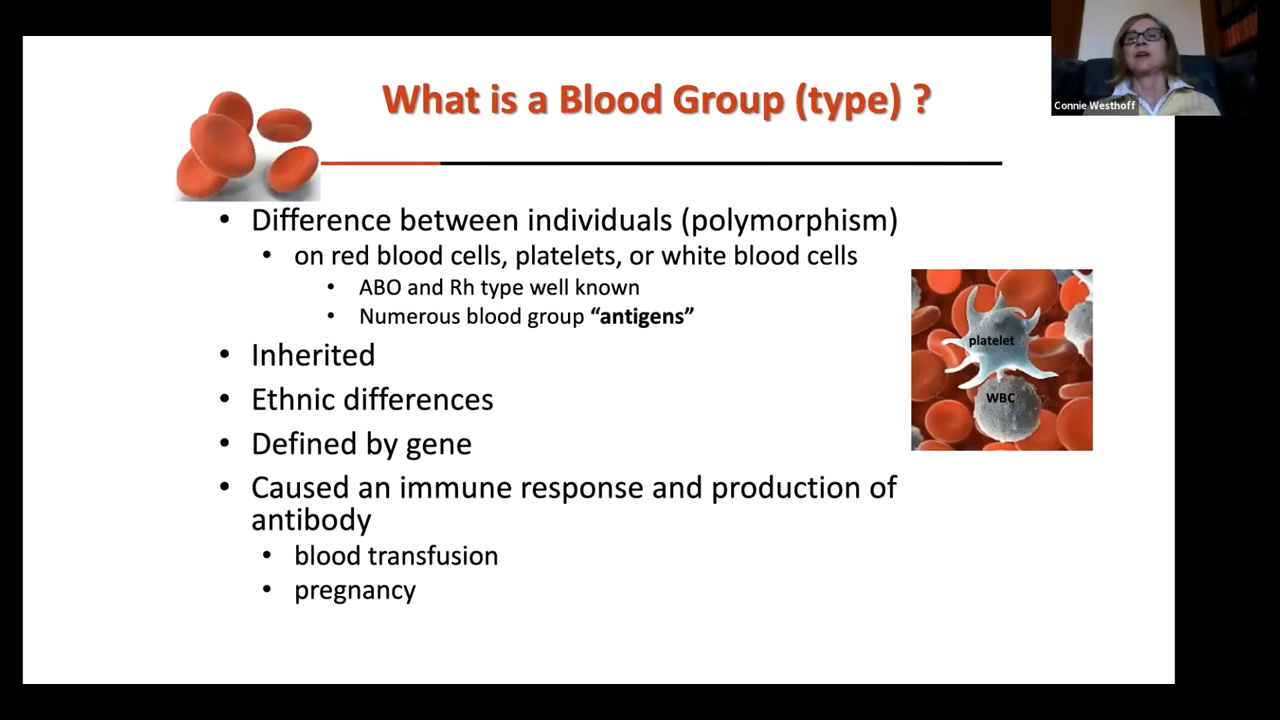 Connie Westhoff
What is a Blood Group (type) ?
• Difference between individuals (polymorphism)
• on red blood cells, platelets, or white blood cells
• ABO and Rh type well known
• Numerous blood group “antigens”
• Inherited
• Ethnic differences
• Defined by gene
• Caused an immune response and production of
antibody
• blood transfusion
• pregnancy
platelet
WBC